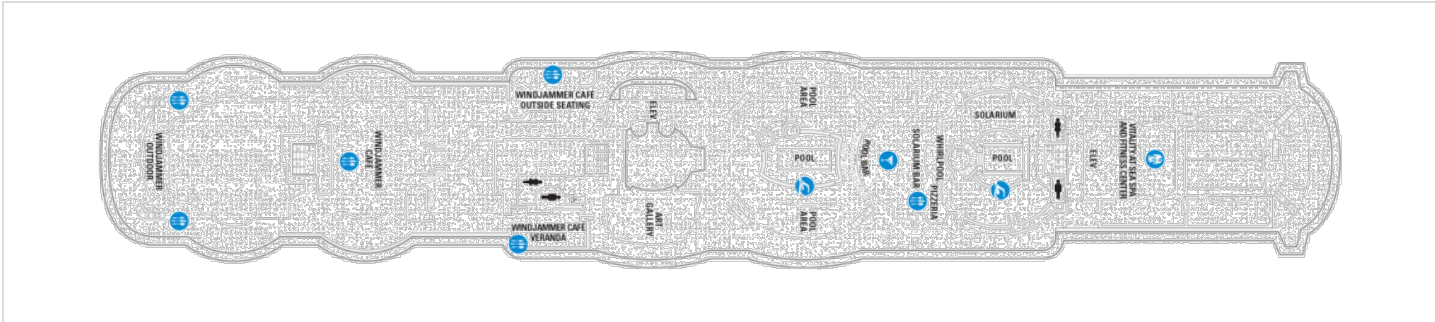 WINDJAMMER
OUTDOOR
WINDJAMMER
CAFE
WINDJAMMER CAFE
OUTSIDE SEATING
WINDJAMMER CAFE
VERANDA
ELEV
ART
GALLERY
POOL
AREA
POOL
POOL
AREA
POOL BAR
SOLARIUM BAR
WHIRLPOOL PIZZERIA
SOLARIUM
POOL
ELEV
VITALITY AT SEA SPA
AND FITNESS CENTER